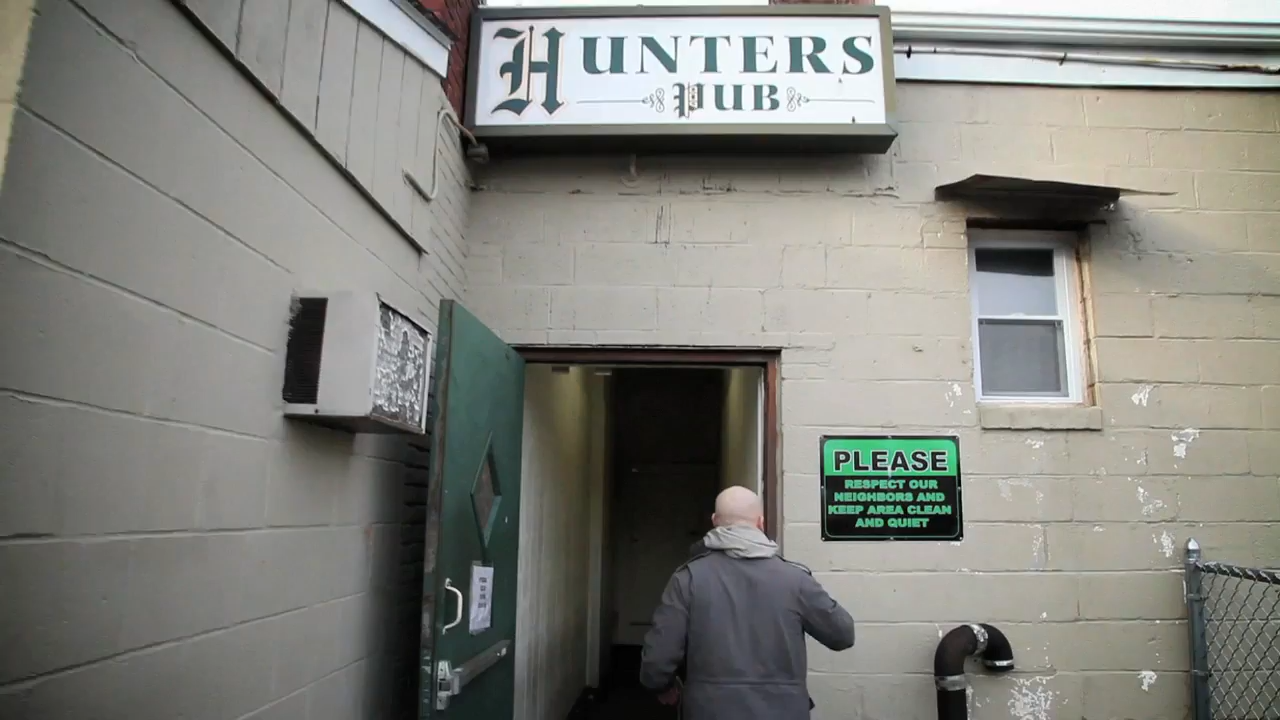 HUNTERS
PUB
PLEASE
RESPECT OUR
NEIGHBORS AND
KEEP AREA CLEAN
AND QUIET